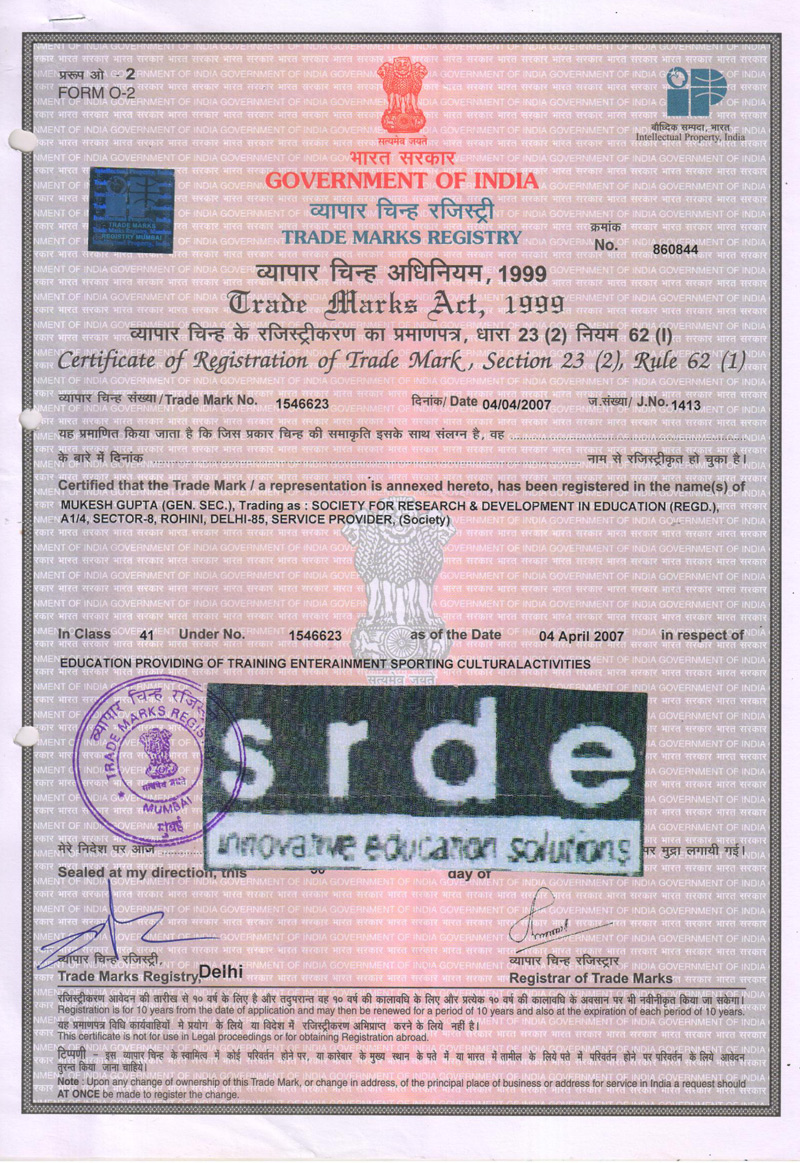 प्ररूप ओ - 2
FORM O-2
सत्यमेव जयते
बौध्दिक सम्पदा, भारत
Intellectual Property, India
भारत सरकार
GOVERNMENT OF INDIA
व्यापार चिन्ह रजिस्ट्री
TRADE MARKS REGISTRY
TRADE MARKS
REGISTRY MUMBAI
क्रमांक
No. 860844
व्यापार चिन्ह अधिनियम, 1999
Trade Marks Act, 1999
व्यापार चिन्ह के रजिस्ट्रीकरण का प्रमाणपत्र, धारा 23 (2) नियम 62 (I)
Certificate of Registration of Trade Mark, Section 23 (2), Rule 62 (1)
व्यापार चिन्ह संख्या/Trade Mark No. 1546623 दिनांक/ Date 04/04/2007 ज.संख्या/ J.No. 1413
यह प्रमाणित किया जाता है कि जिस प्रकार चिन्ह की समाकृति इसके साथ संलग्न है, वह
के बारे में दिनांक नाम से रजिस्ट्रीकृत हो चुका है।
Certified that the Trade Mark / a representation is annexed hereto, has been registered in the name(s) of
MUKESH GUPTA (GEN. SEC.), Trading as : SOCIETY FOR RESEARCH & DEVELOPMENT IN EDUCATION (REGD.),
A1/4, SECTOR-8, ROHINI, DELHI-85, SERVICE PROVIDER, (Society)
In Class 41 Under No. 1546623 as of the Date 04 April 2007 in respect of
EDUCATION PROVIDING OF TRAINING ENTERAINMENT SPORTING CULTURALACTIVITIES
सत्यमेव जयते
व्यापार चिन्ह रजिस्ट्री
TRADE MARKS REGISTRY
सत्यमेव जयते
MUMBAI
मुंबई
srde
innovative education solutions
मेरे निदेश पर आज पर मुद्रा लगायी गई।
Sealed at my direction, this day of
व्यापार चिन्ह रजिस्ट्री,
Trade Marks Registry, Delhi
व्यापार चिन्ह रजिस्ट्रार
Registrar of Trade Marks
रजिस्ट्रीकरण आवेदन की तारीख से १० वर्ष के लिए है और तदुपरान्त वह १० वर्ष की कालावधि के लिए और प्रत्येक १० वर्ष की कालावधि के अवसान पर भी नवीनीकृत किया जा सकेगा।
Registration is for 10 years from the date of application and may then be renewed for a period of 10 years and also at the expiration of each period of 10 years.
यह प्रमाणपत्र विधि कार्यवाहियों मे प्रयोग के लिये या विदेश में रजिस्ट्रीकरण अभिप्राप्त करने के लिये नहीं है।
This certificate is not for use in Legal proceedings or for obtaining Registration abroad.
टिप्पणी - इस व्यापार चिन्ह के स्वामित्व में कोई परिवर्तन होने पर, या कारेबार के मुख्य स्थान के पते में या भारत में तामील के लिये पते में परिवर्तन होने पर परिवर्तन के लिये आवेदन
तुरन्त किया जाना चाहिये।
Note : Upon any change of ownership of this Trade Mark, or change in address, of the principal place of business or address for service in India a request should
AT ONCE be made to register the change.